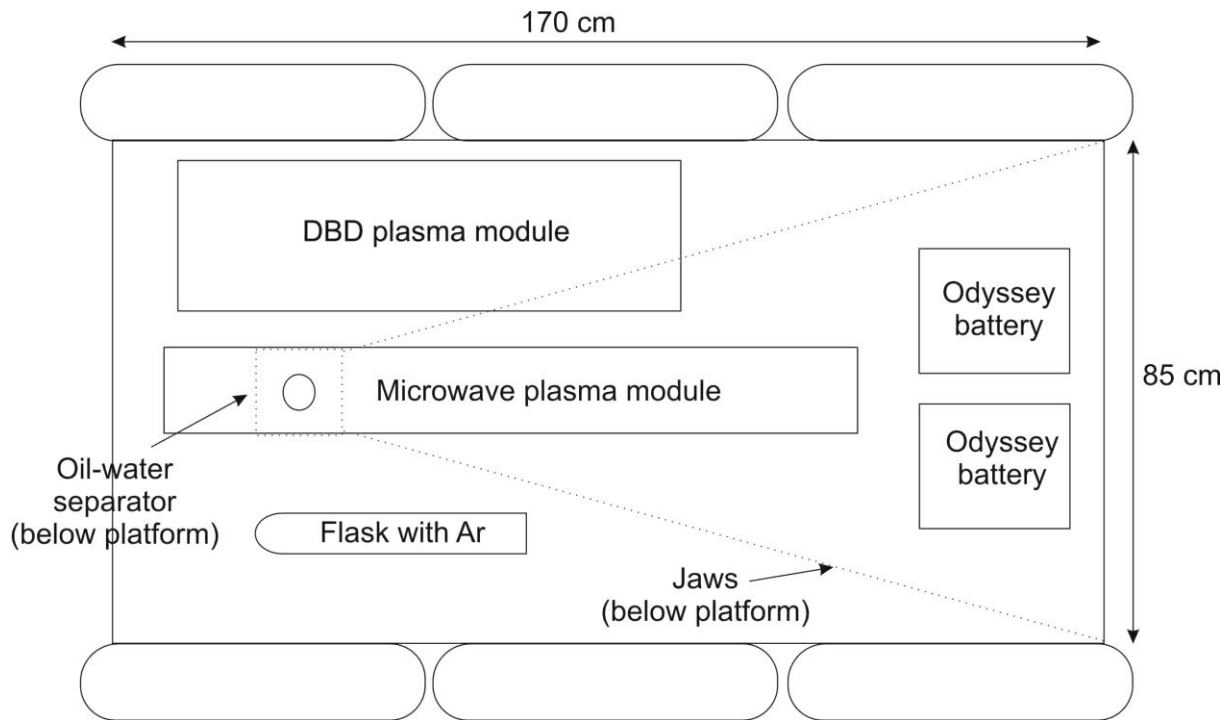 170 cm
DBD plasma module
Odyssey
battery
Microwave plasma module
85 cm
Odyssey
battery
Oil-water
separator
(below platform)
Flask with Ar
Jaws
(below platform)